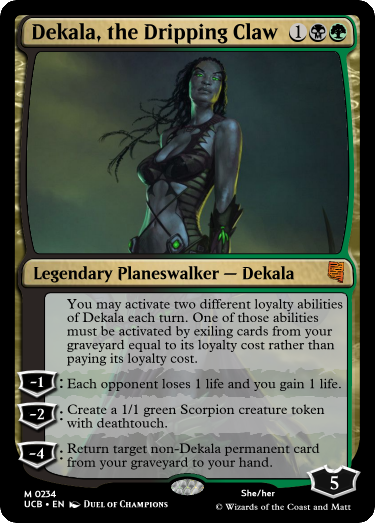 Dekala, the Dripping Claw 1
Legendary Planeswalker — Dekala
You may activate two different loyalty abilities
of Dekala each turn. One of those abilities
must be activated by exiling cards from your
graveyard equal to its loyalty cost rather than
paying its loyalty cost.
-1: Each opponent loses 1 life and you gain 1 life.
-2: Create a 1/1 green Scorpion creature token
with deathtouch.
-4: Return target non-Dekala permanent card
from your graveyard to your hand.
5
M 0234 She/her
UCB • EN Duel of Champions © Wizards of the Coast and Matt